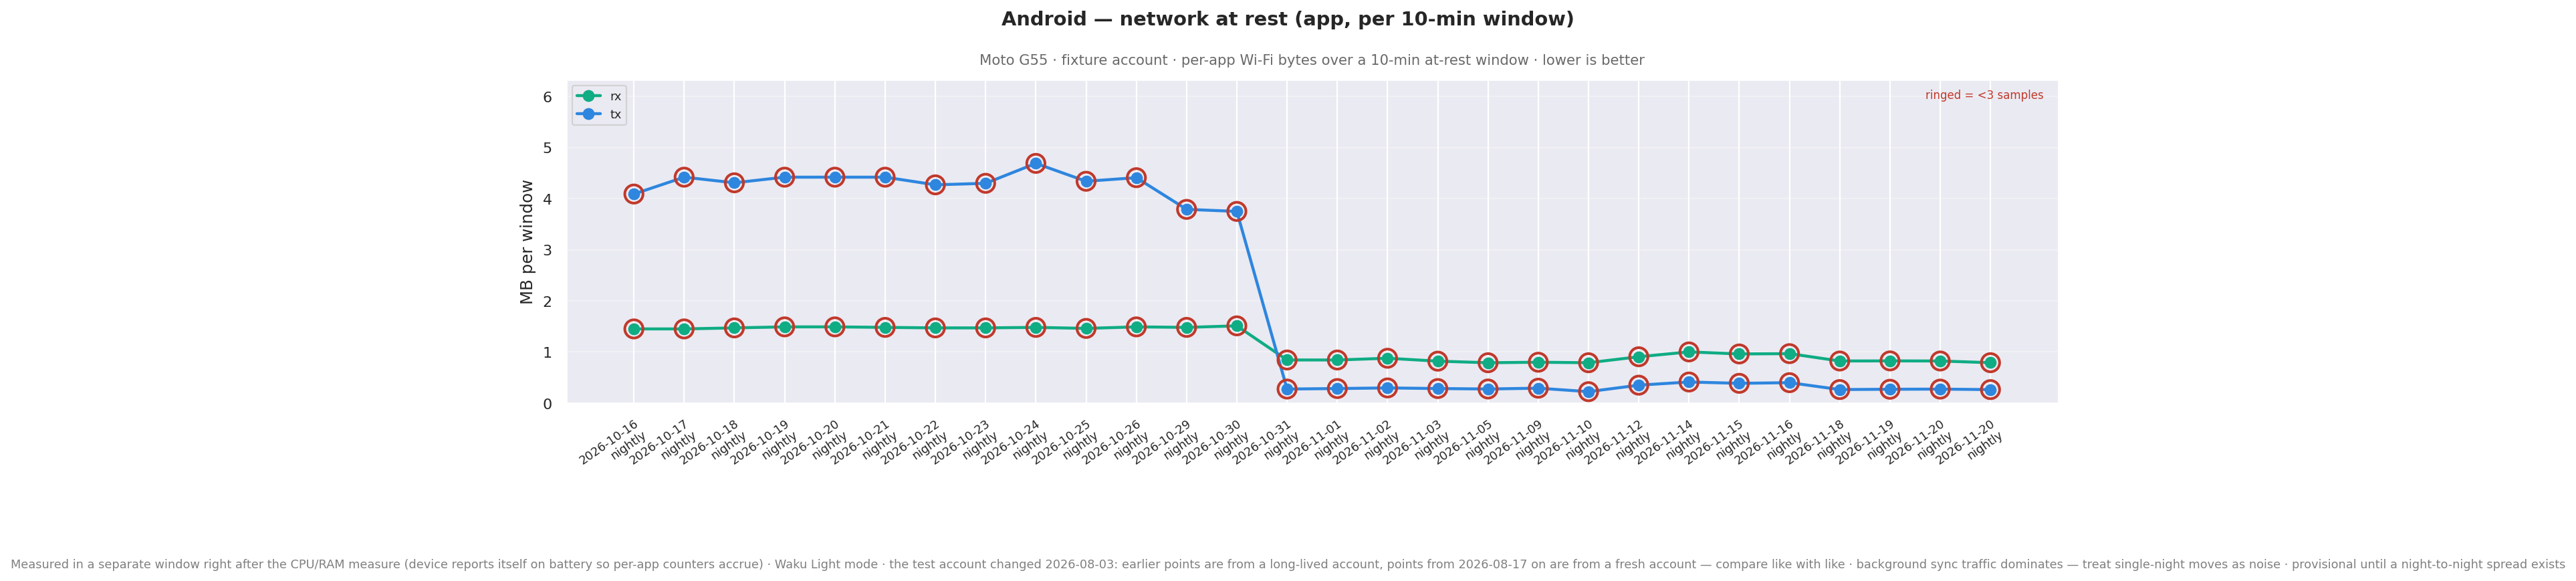 Android — network at rest (app, per 10-min window)
Moto G55 · fixture account · per-app Wi-Fi bytes over a 10-min at-rest window · lower is better
rx
tx
ringed = <3 samples
MB per window
6
5
4
3
2
1
0
2026-10-16
nightly
2026-10-17
nightly
2026-10-18
nightly
2026-10-19
nightly
2026-10-20
nightly
2026-10-21
nightly
2026-10-22
nightly
2026-10-23
nightly
2026-10-24
nightly
2026-10-25
nightly
2026-10-26
nightly
2026-10-29
nightly
2026-10-30
nightly
2026-10-31
nightly
2026-11-01
nightly
2026-11-02
nightly
2026-11-03
nightly
2026-11-05
nightly
2026-11-09
nightly
2026-11-10
nightly
2026-11-12
nightly
2026-11-14
nightly
2026-11-15
nightly
2026-11-16
nightly
2026-11-18
nightly
2026-11-19
nightly
2026-11-20
nightly
2026-11-20
nightly
Measured in a separate window right after the CPU/RAM measure (device reports itself on battery so per-app counters accrue) · Waku Light mode · the test account changed 2026-08-03: earlier points are from a long-lived account, points from 2026-08-17 on are from a fresh account — compare like with like · background sync traffic dominates — treat single-night moves as noise · provisional until a night-to-night spread exists